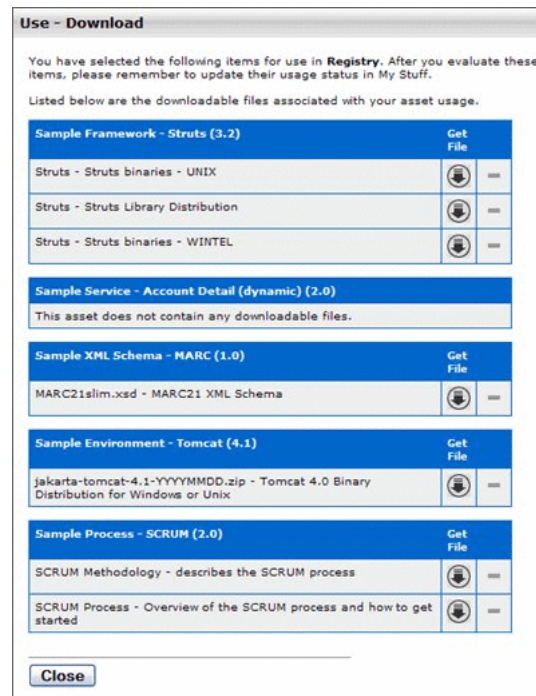 Use - Download
You have selected the following items for use in Registry. After you evaluate these
items, please remember to update their usage status in My Stuff.
Listed below are the downloadable files associated with your asset usage.
Sample Framework - Struts (3.2)
Get
File
Struts - Struts binaries - UNIX
Struts - Struts Library Distribution
Struts - Struts binaries - WINTEL
Sample Service - Account Detail (dynamic) (2.0)
This asset does not contain any downloadable files.
Sample XML Schema - MARC (1.0)
Get
File
MARC21slim.xsd - MARC21 XML Schema
Sample Environment - Tomcat (4.1)
Get
File
jakarta-tomcat-4.1-YYYYMMDD.zip - Tomcat 4.0 Binary
Distribution for Windows or Unix
Sample Process - SCRUM (2.0)
Get
File
SCRUM Methodology - describes the SCRUM process
SCRUM Process - Overview of the SCRUM process and how to get
started
Close